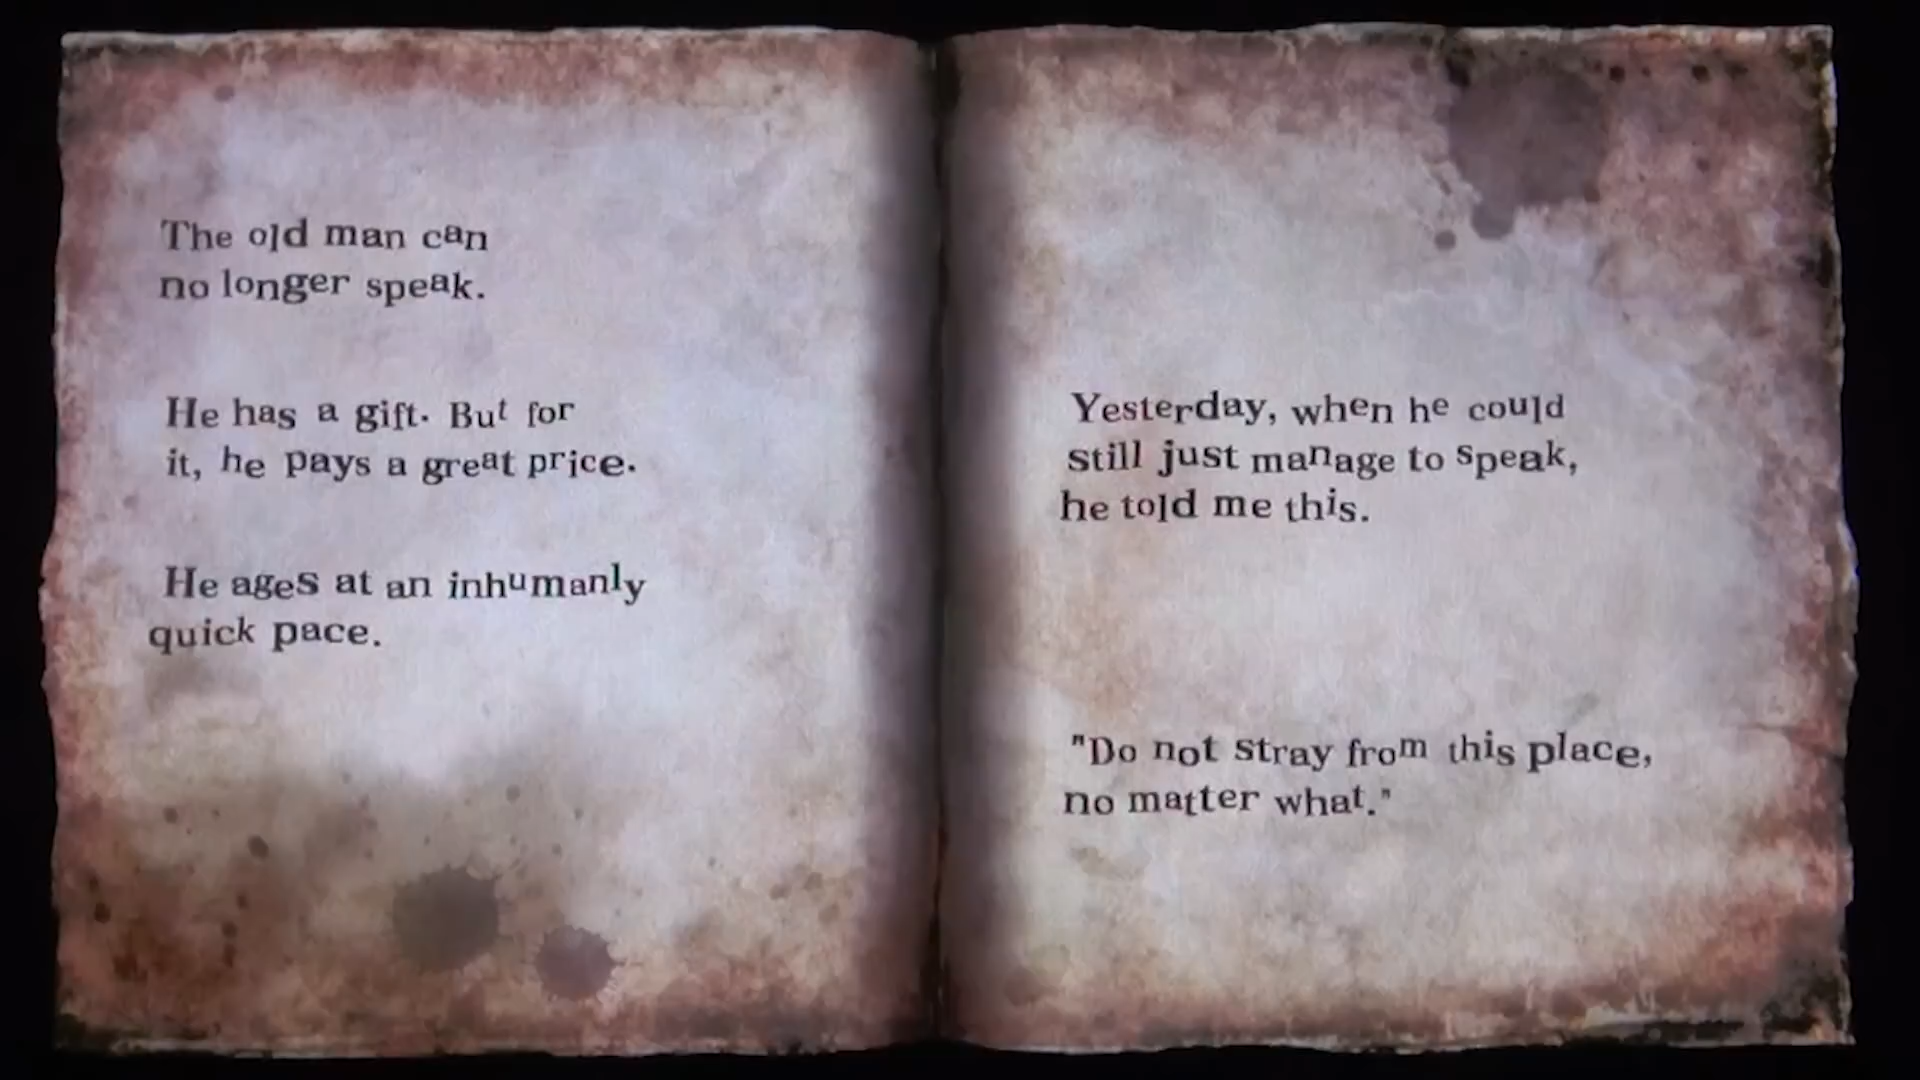 The old man can
no longer speak.
He has a gift. But for
it, he pays a great price.
He ages at an inhumanly
quick pace.
Yesterday, when he could
still just manage to speak,
he told me this.
"Do not stray from this place,
no matter what."